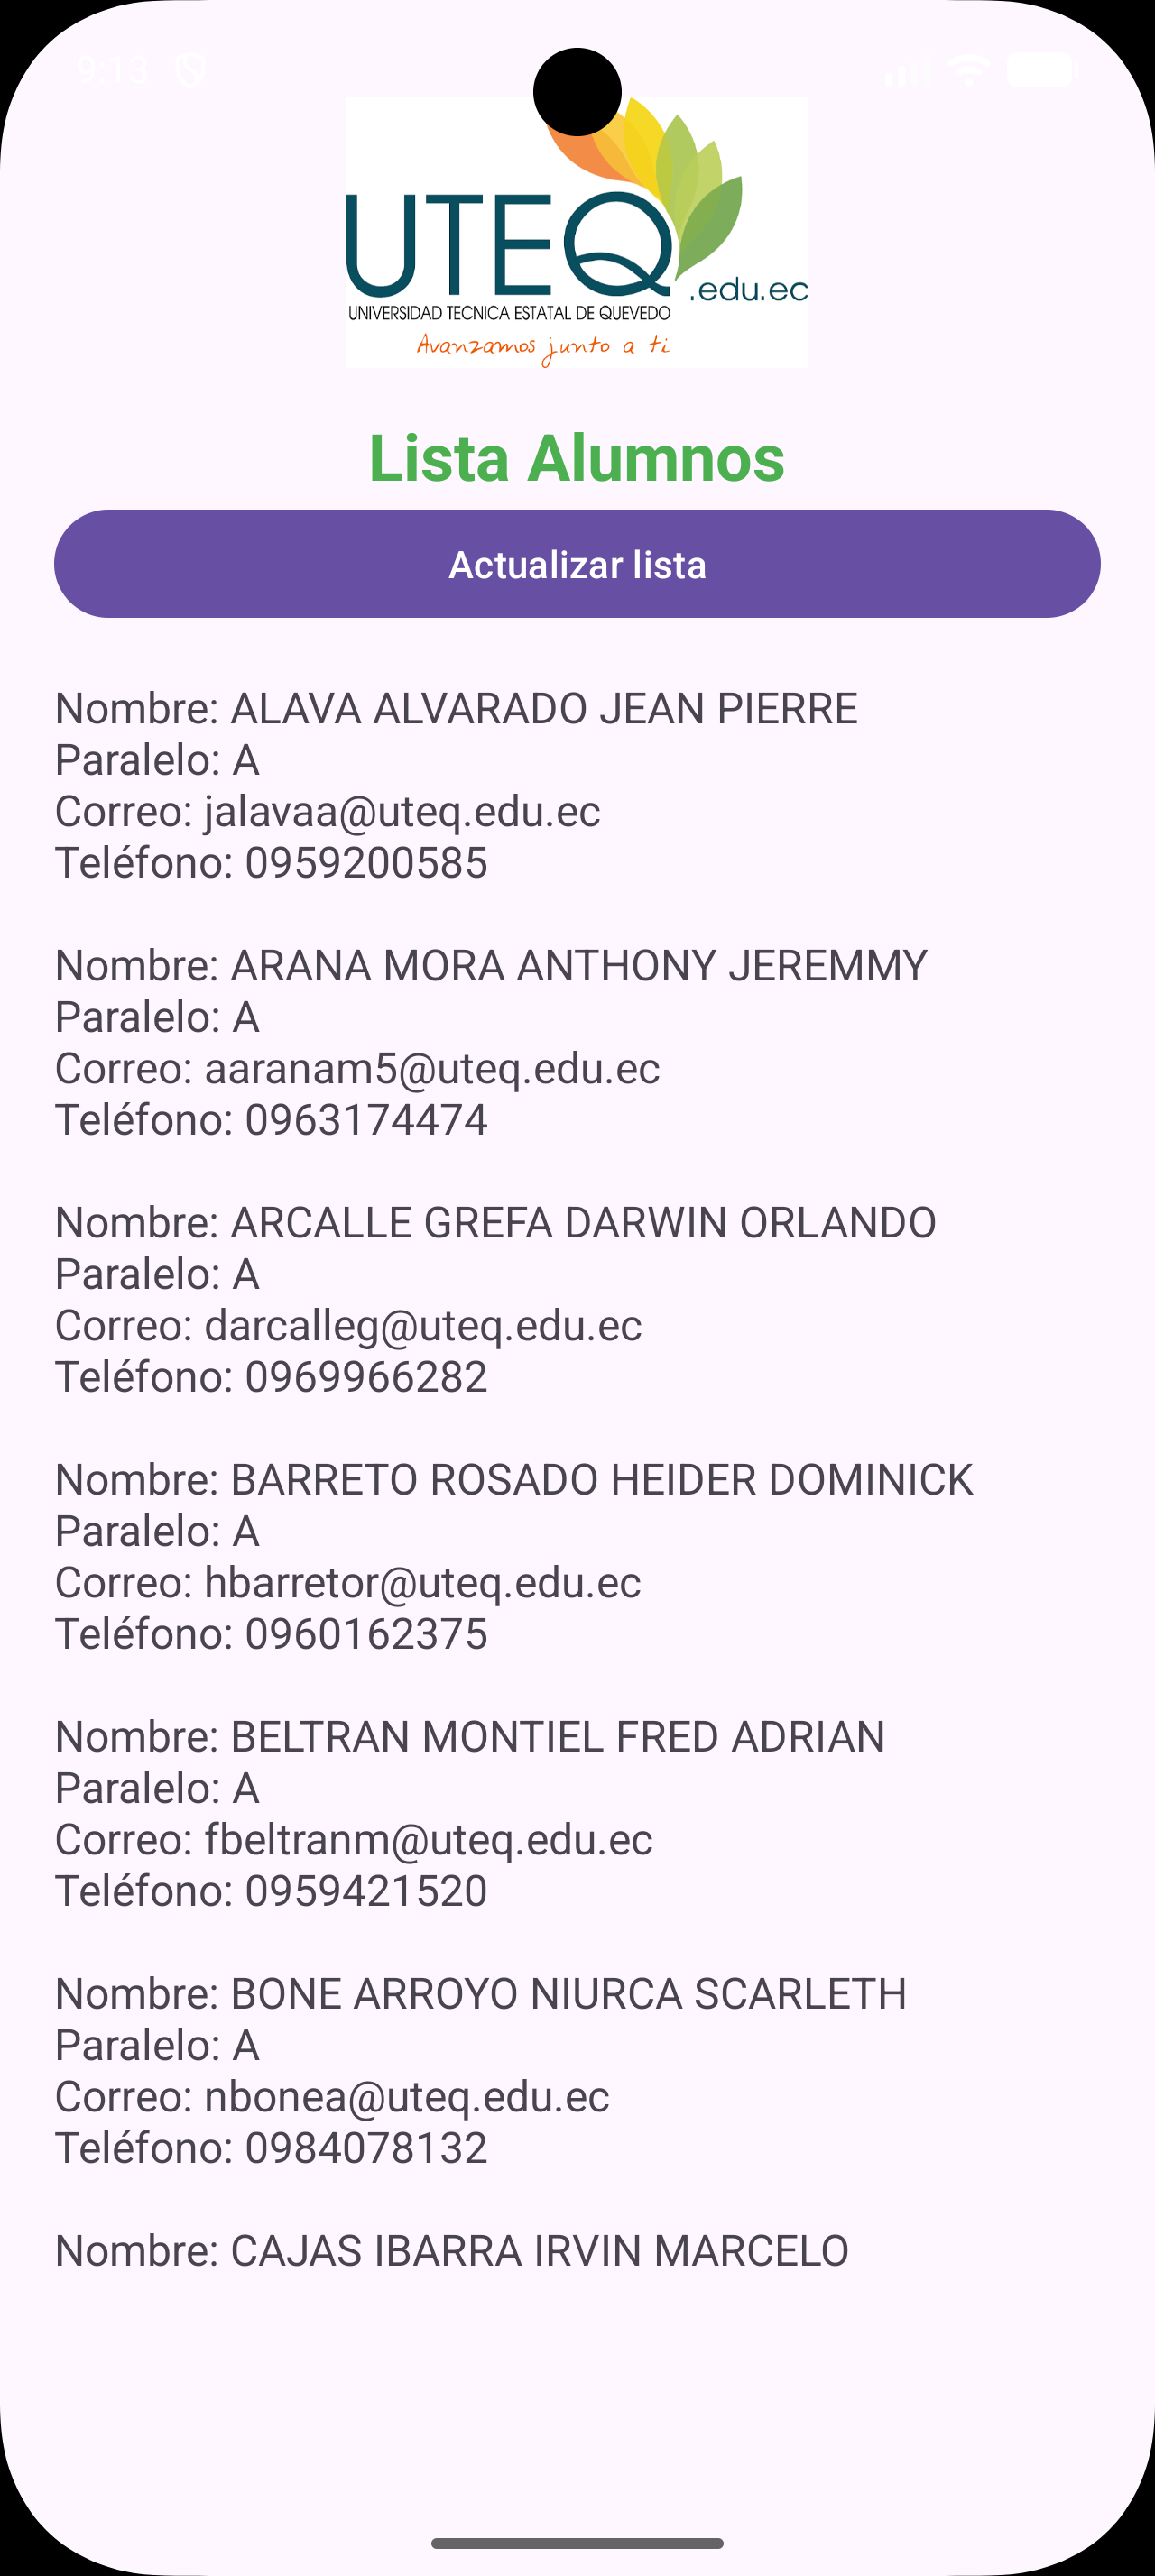 9:13
UTEQ
.edu.ec
UNIVERSIDAD TECNICA ESTATAL DE QUEVEDO
Avanzamos junto a ti
Lista Alumnos
Actualizar lista
Nombre: ALAVA ALVARADO JEAN PIERRE
Paralelo: A
Correo: jalavaa@uteq.edu.ec
Teléfono: 0959200585
Nombre: ARANA MORA ANTHONY JEREMMY
Paralelo: A
Correo: aaranam5@uteq.edu.ec
Teléfono: 0963174474
Nombre: ARCALLE GREFA DARWIN ORLANDO
Paralelo: A
Correo: darcalleg@uteq.edu.ec
Teléfono: 0969966282
Nombre: BARRETO ROSADO HEIDER DOMINICK
Paralelo: A
Correo: hbarretor@uteq.edu.ec
Teléfono: 0960162375
Nombre: BELTRAN MONTIEL FRED ADRIAN
Paralelo: A
Correo: fbeltranm@uteq.edu.ec
Teléfono: 0959421520
Nombre: BONE ARROYO NIURCA SCARLETH
Paralelo: A
Correo: nbonea@uteq.edu.ec
Teléfono: 0984078132
Nombre: CAJAS IBARRA IRVIN MARCELO